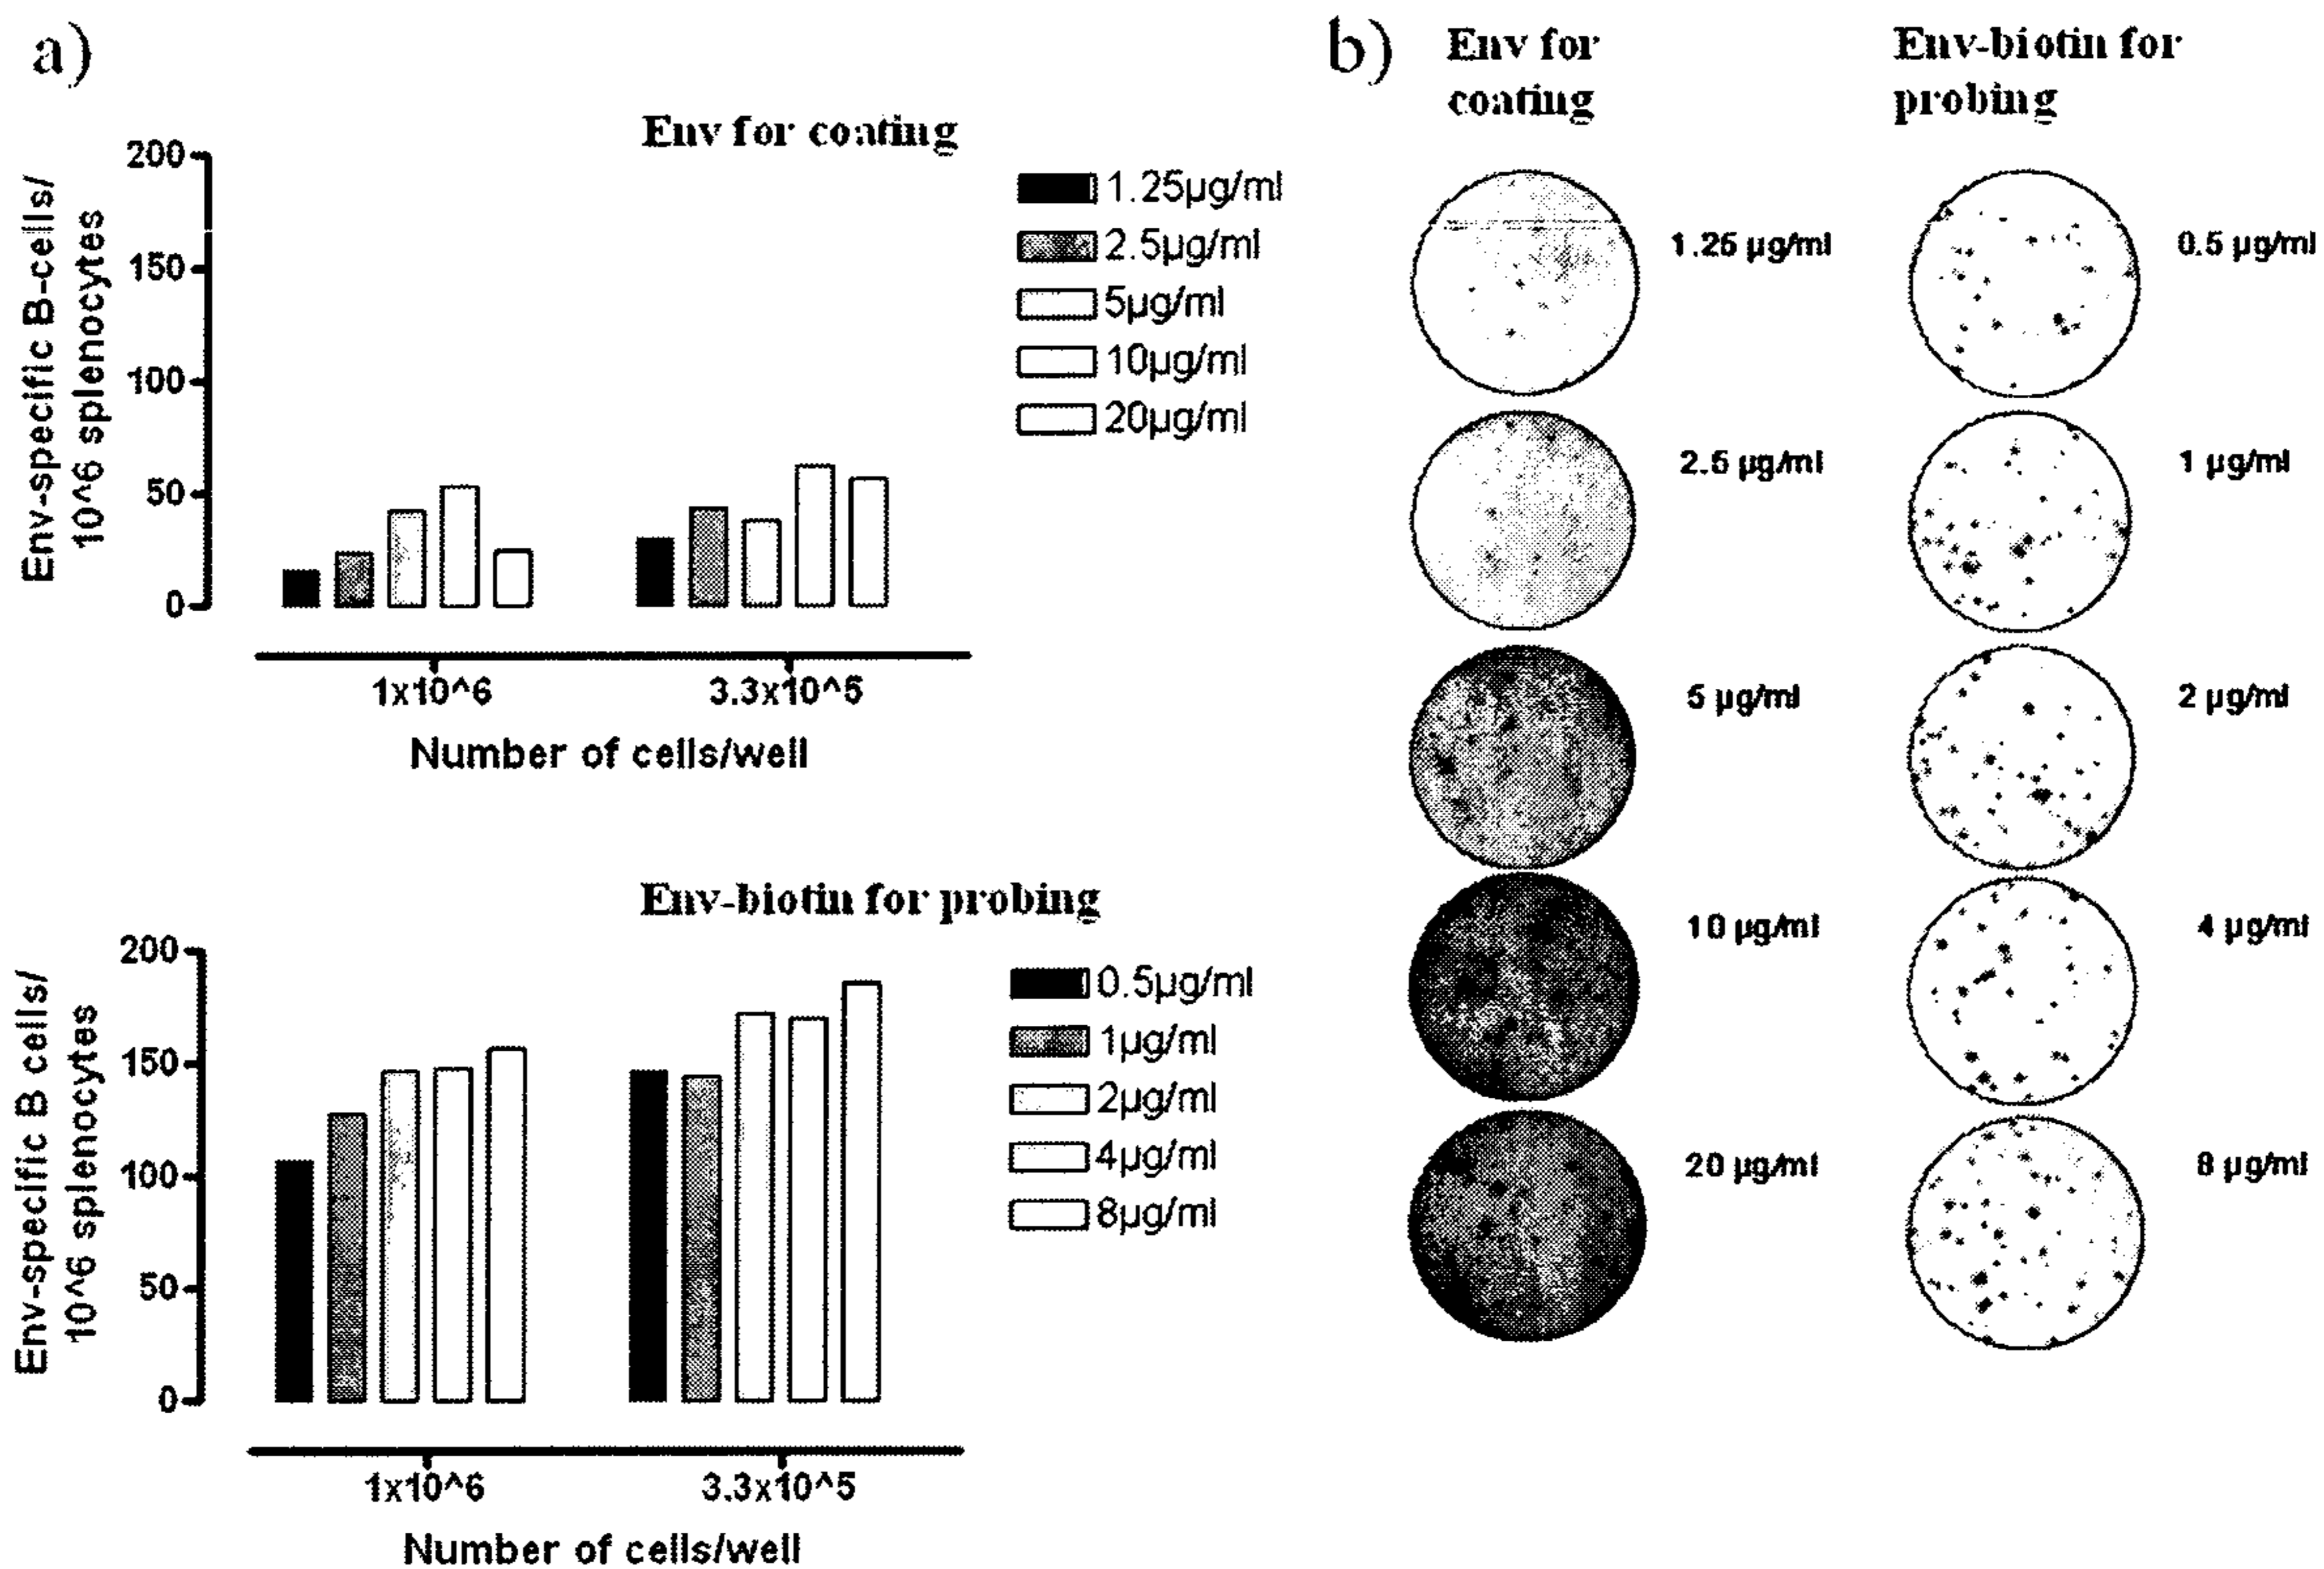 a)
Env for coating
200
150
100
50
0
Env-specific B-cells/
10^6 splenocytes
1.25µg/ml
2.5µg/ml
5µg/ml
10µg/ml
20µg/ml
1x10^6
3.3x10^5
Number of cells/well
Env-biotin for probing
200
150
100
50
0
Env-specific B cells/
10^6 splenocytes
0.5µg/ml
1µg/ml
2µg/ml
4µg/ml
8µg/ml
1x10^6
3.3x10^5
Number of cells/well
b)
Env for
coating
Env-biotin for
probing
1.25 µg/ml
0.5 µg/ml
2.5 µg/ml
1 µg/ml
5 µg/ml
2 µg/ml
10 µg/ml
4 µg/ml
20 µg/ml
8 µg/ml